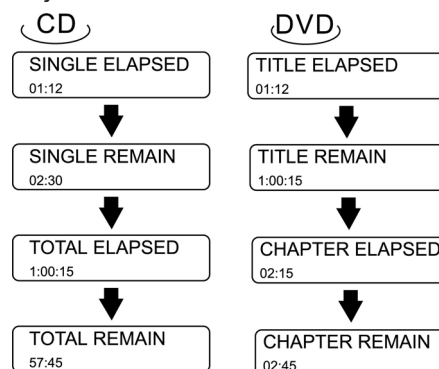 CD
SINGLE ELAPSED
01:12
SINGLE REMAIN
02:30
TOTAL ELAPSED
1:00:15
TOTAL REMAIN
57:45
DVD
TITLE ELAPSED
01:12
TITLE REMAIN
1:00:15
CHAPTER ELAPSED
02:15
CHAPTER REMAIN
02:45